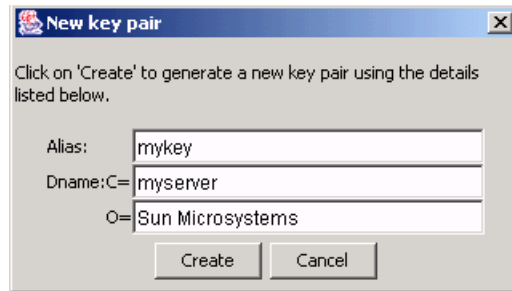 New key pair
Click on 'Create' to generate a new key pair using the details
listed below.
Alias: mykey
Dname:C= myserver
O= Sun Microsystems
Create Cancel